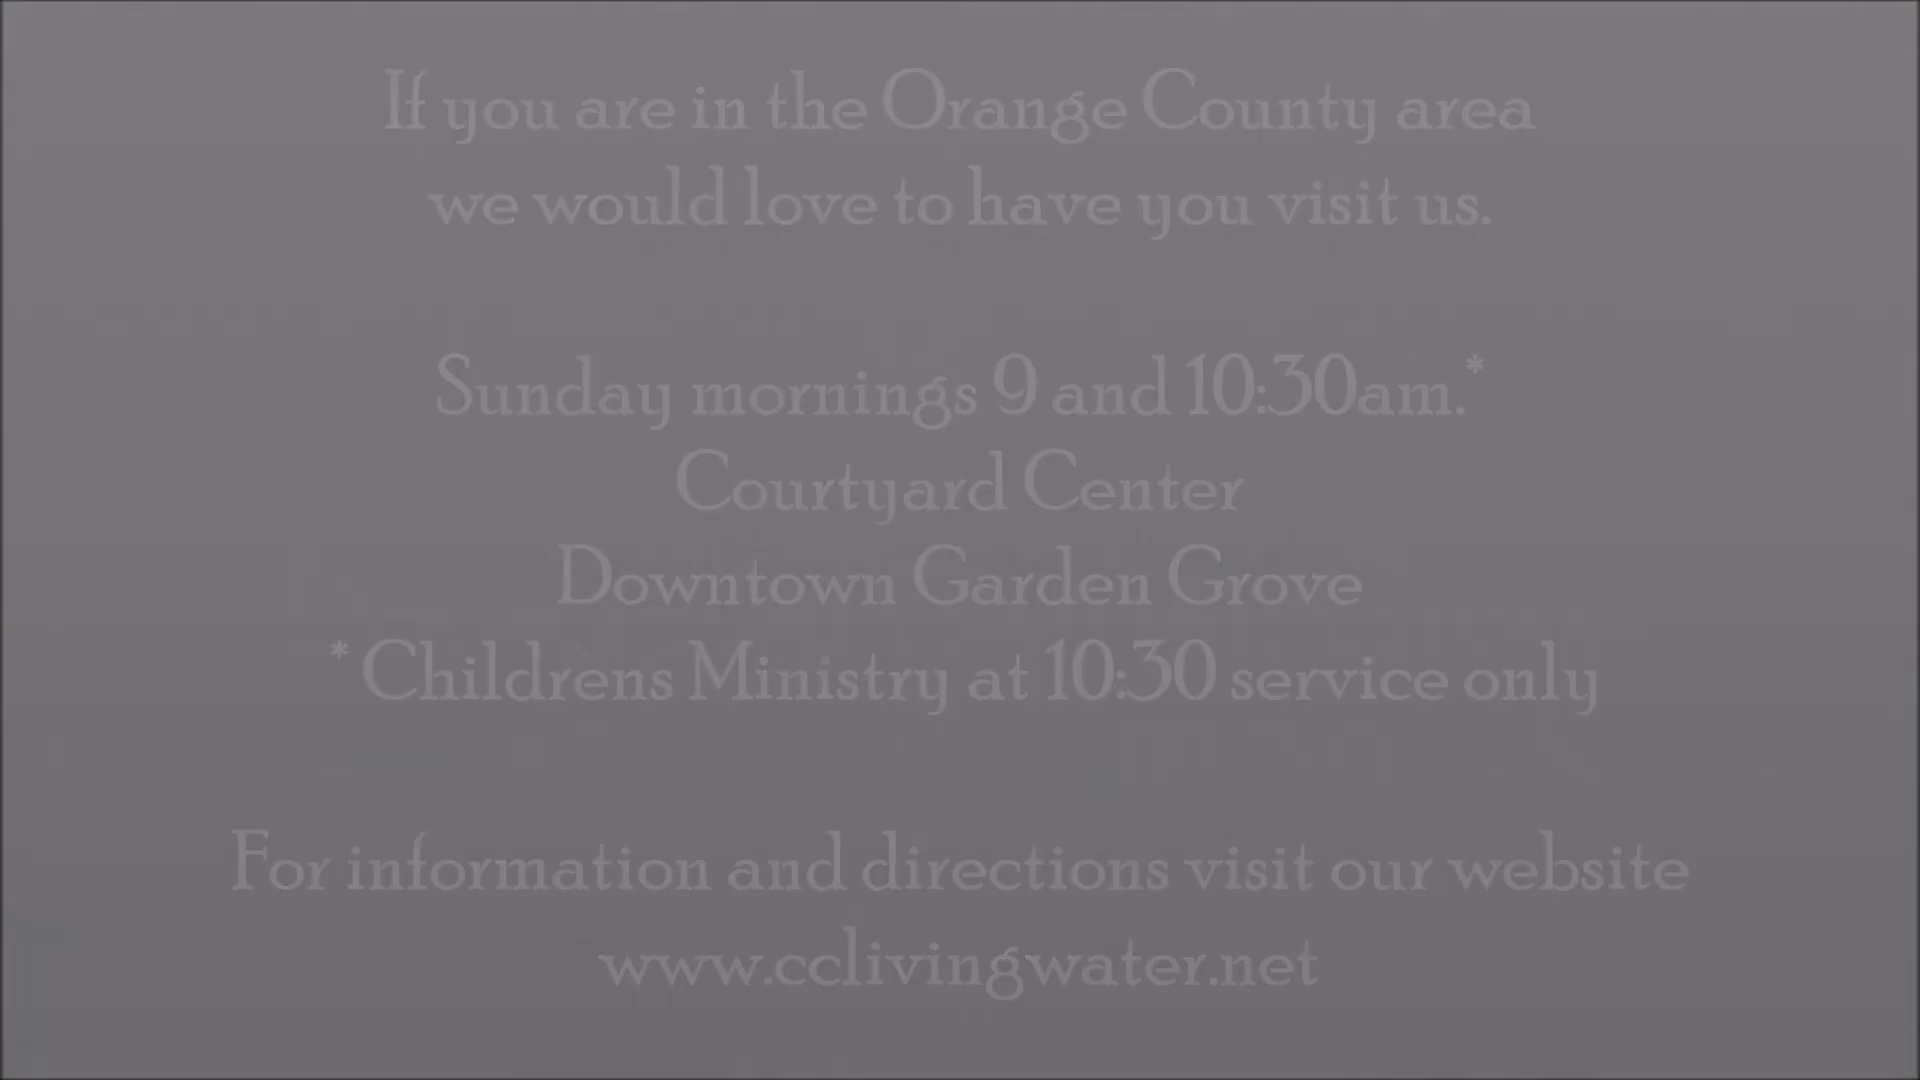 If you are in the Orange County area
we would love to have you visit us.
Sunday mornings 9 and 10:30am.*
Courtyard Center
Downtown Garden Grove
*Childrens Ministry at 10:30 service only
For information and directions visit our website
www.cclivingwater.net